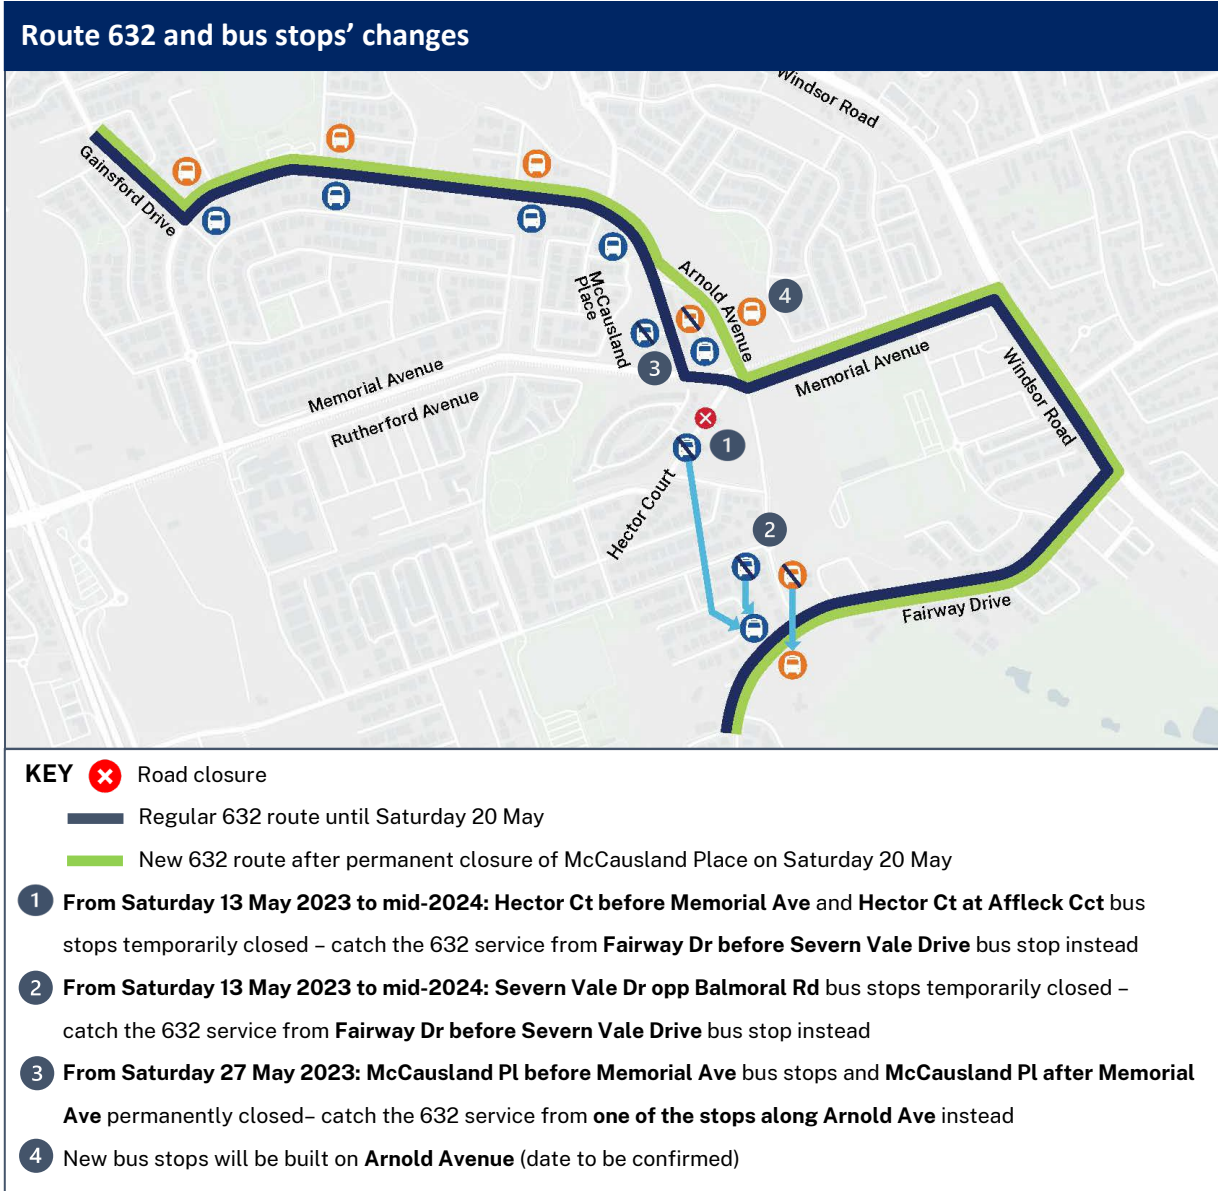 Route 632 and bus stops’ changes
Windsor Road
Gainsford Drive
McCausland
Place
Arnold Avenue
4
3
Memorial Avenue
Memorial Avenue
Rutherford Avenue
Windsor Road
1
Hector Court
2
Fairway Drive
KEY Road closure
Regular 632 route until Saturday 20 May
New 632 route after permanent closure of McCausland Place on Saturday 20 May
1 From Saturday 13 May 2023 to mid-2024: Hector Ct before Memorial Ave and Hector Ct at Affleck Cct bus
stops temporarily closed – catch the 632 service from Fairway Dr before Severn Vale Drive bus stop instead
2 From Saturday 13 May 2023 to mid-2024: Severn Vale Dr opp Balmoral Rd bus stops temporarily closed –
catch the 632 service from Fairway Dr before Severn Vale Drive bus stop instead
3 From Saturday 27 May 2023: McCausland Pl before Memorial Ave bus stops and McCausland Pl after Memorial
Ave permanently closed– catch the 632 service from one of the stops along Arnold Ave instead
4 New bus stops will be built on Arnold Avenue (date to be confirmed)